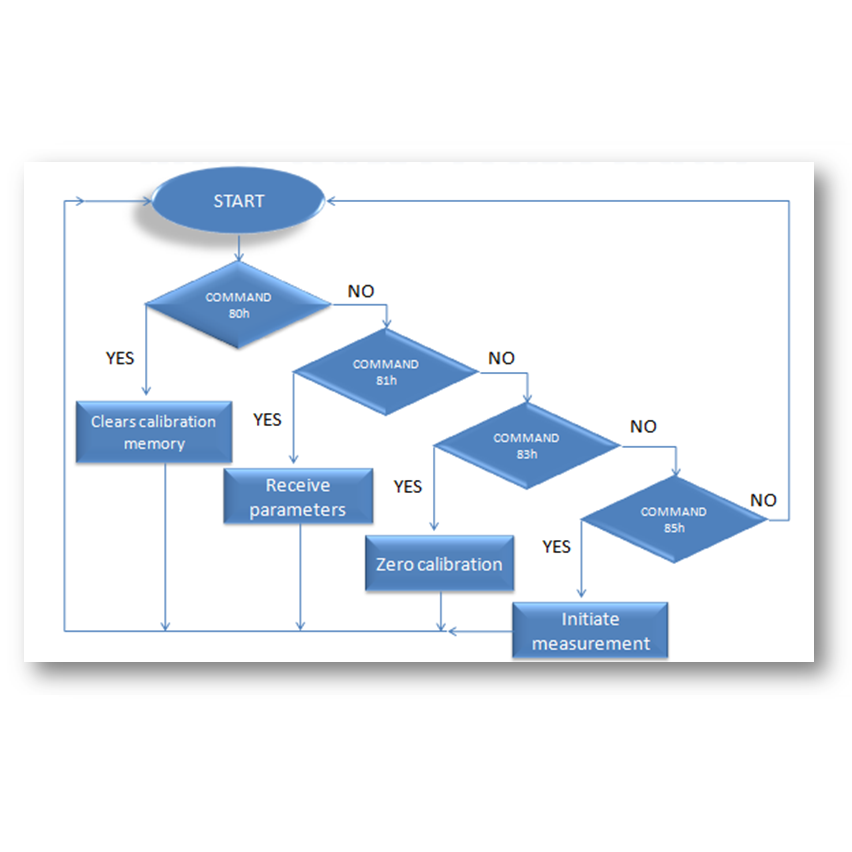 START
COMMAND
80h
NO
YES
Clears calibration
memory
COMMAND
81h
NO
YES
Receive
parameters
COMMAND
83h
NO
YES
Zero calibration
COMMAND
85h
NO
YES
Initiate
measurement